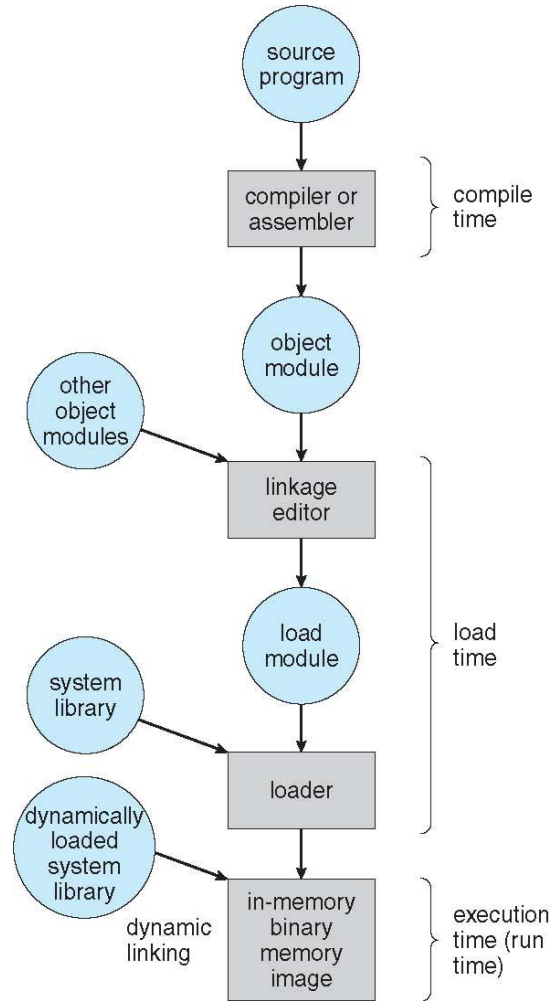 source
program
compiler or
assembler
compile
time
object
module
other
object
modules
linkage
editor
load
module
load
time
system
library
loader
dynamically
loaded
system
library
dynamic
linking
in-memory
binary
memory
image
execution
time (run
time)